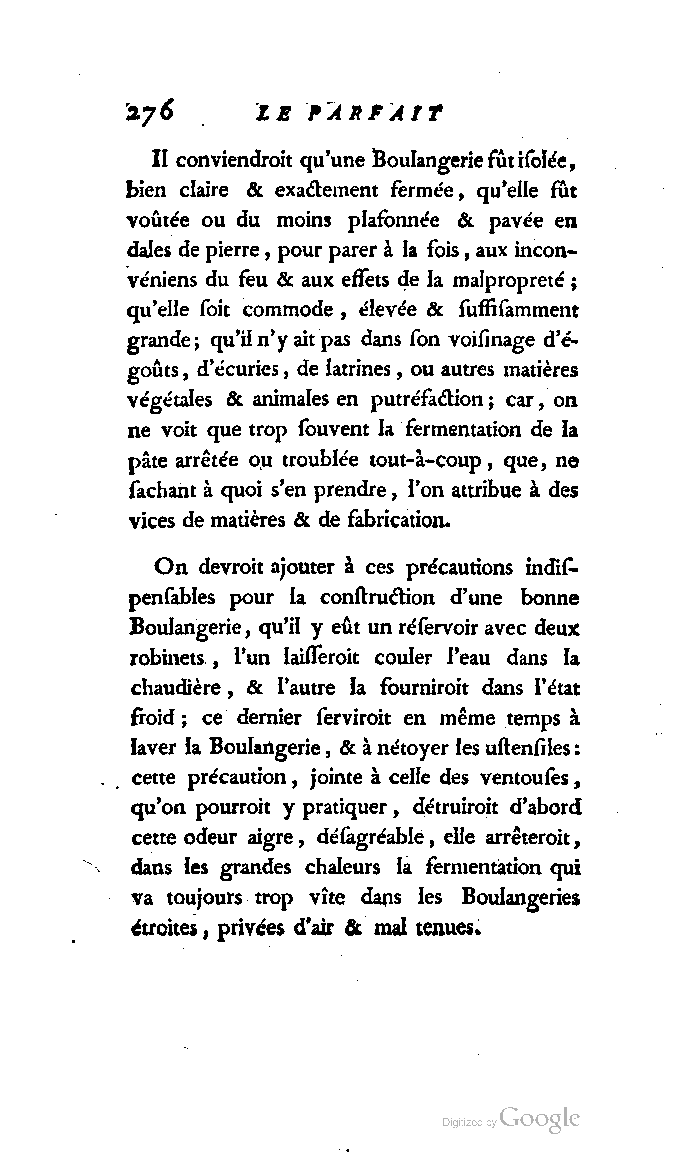 276 LE PARFAIT
Il conviendroit qu'une Boulangerie fût iſolée,
bien claire & exactement fermée, qu'elle fût
voûtée ou du moins plafonnée & pavée en
dales de pierre, pour parer à la fois, aux incon-
véniens du feu & aux effets de la malpropreté ;
qu'elle ſoit commode, élevée & ſuffiſamment
grande; qu'il n'y ait pas dans ſon voiſinage d'é-
goûts, d'écuries, de latrines, ou autres matières
végétales & animales en putréfaction; car, on
ne voit que trop ſouvent la fermentation de la
pâte arrêtée ou troublée tout-à-coup, que, ne
ſachant à quoi s'en prendre, l'on attribue à des
vices de matières & de fabrication.
On devroit ajouter à ces précautions indiſ-
penſables pour la conſtruction d'une bonne
Boulangerie, qu'il y eût un réſervoir avec deux
robinets, l'un laiſſeroit couler l'eau dans la
chaudière, & l'autre la fourniroit dans l'état
froid ; ce dernier ſerviroit en même temps à
laver la Boulangerie, & à nétoyer les uſtenſiles:
cette précaution, jointe à celle des ventouſes,
qu'on pourroit y pratiquer, détruiroit d'abord
cette odeur aigre, déſagréable, elle arrêteroit,
dans les grandes chaleurs la fermentation qui
va toujours trop vîte dans les Boulangeries
étroites, privées d'air & mal tenues.
Digitized by Google